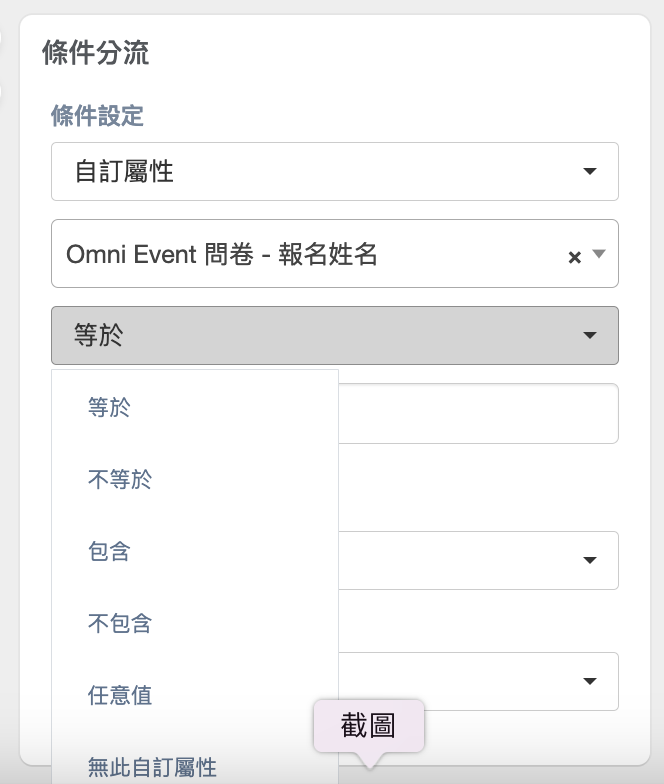 條件分流
條件設定
自訂屬性
Omni Event 問卷 - 報名姓名
等於
等於
不等於
包含
不包含
任意值
無此自訂屬性
截圖